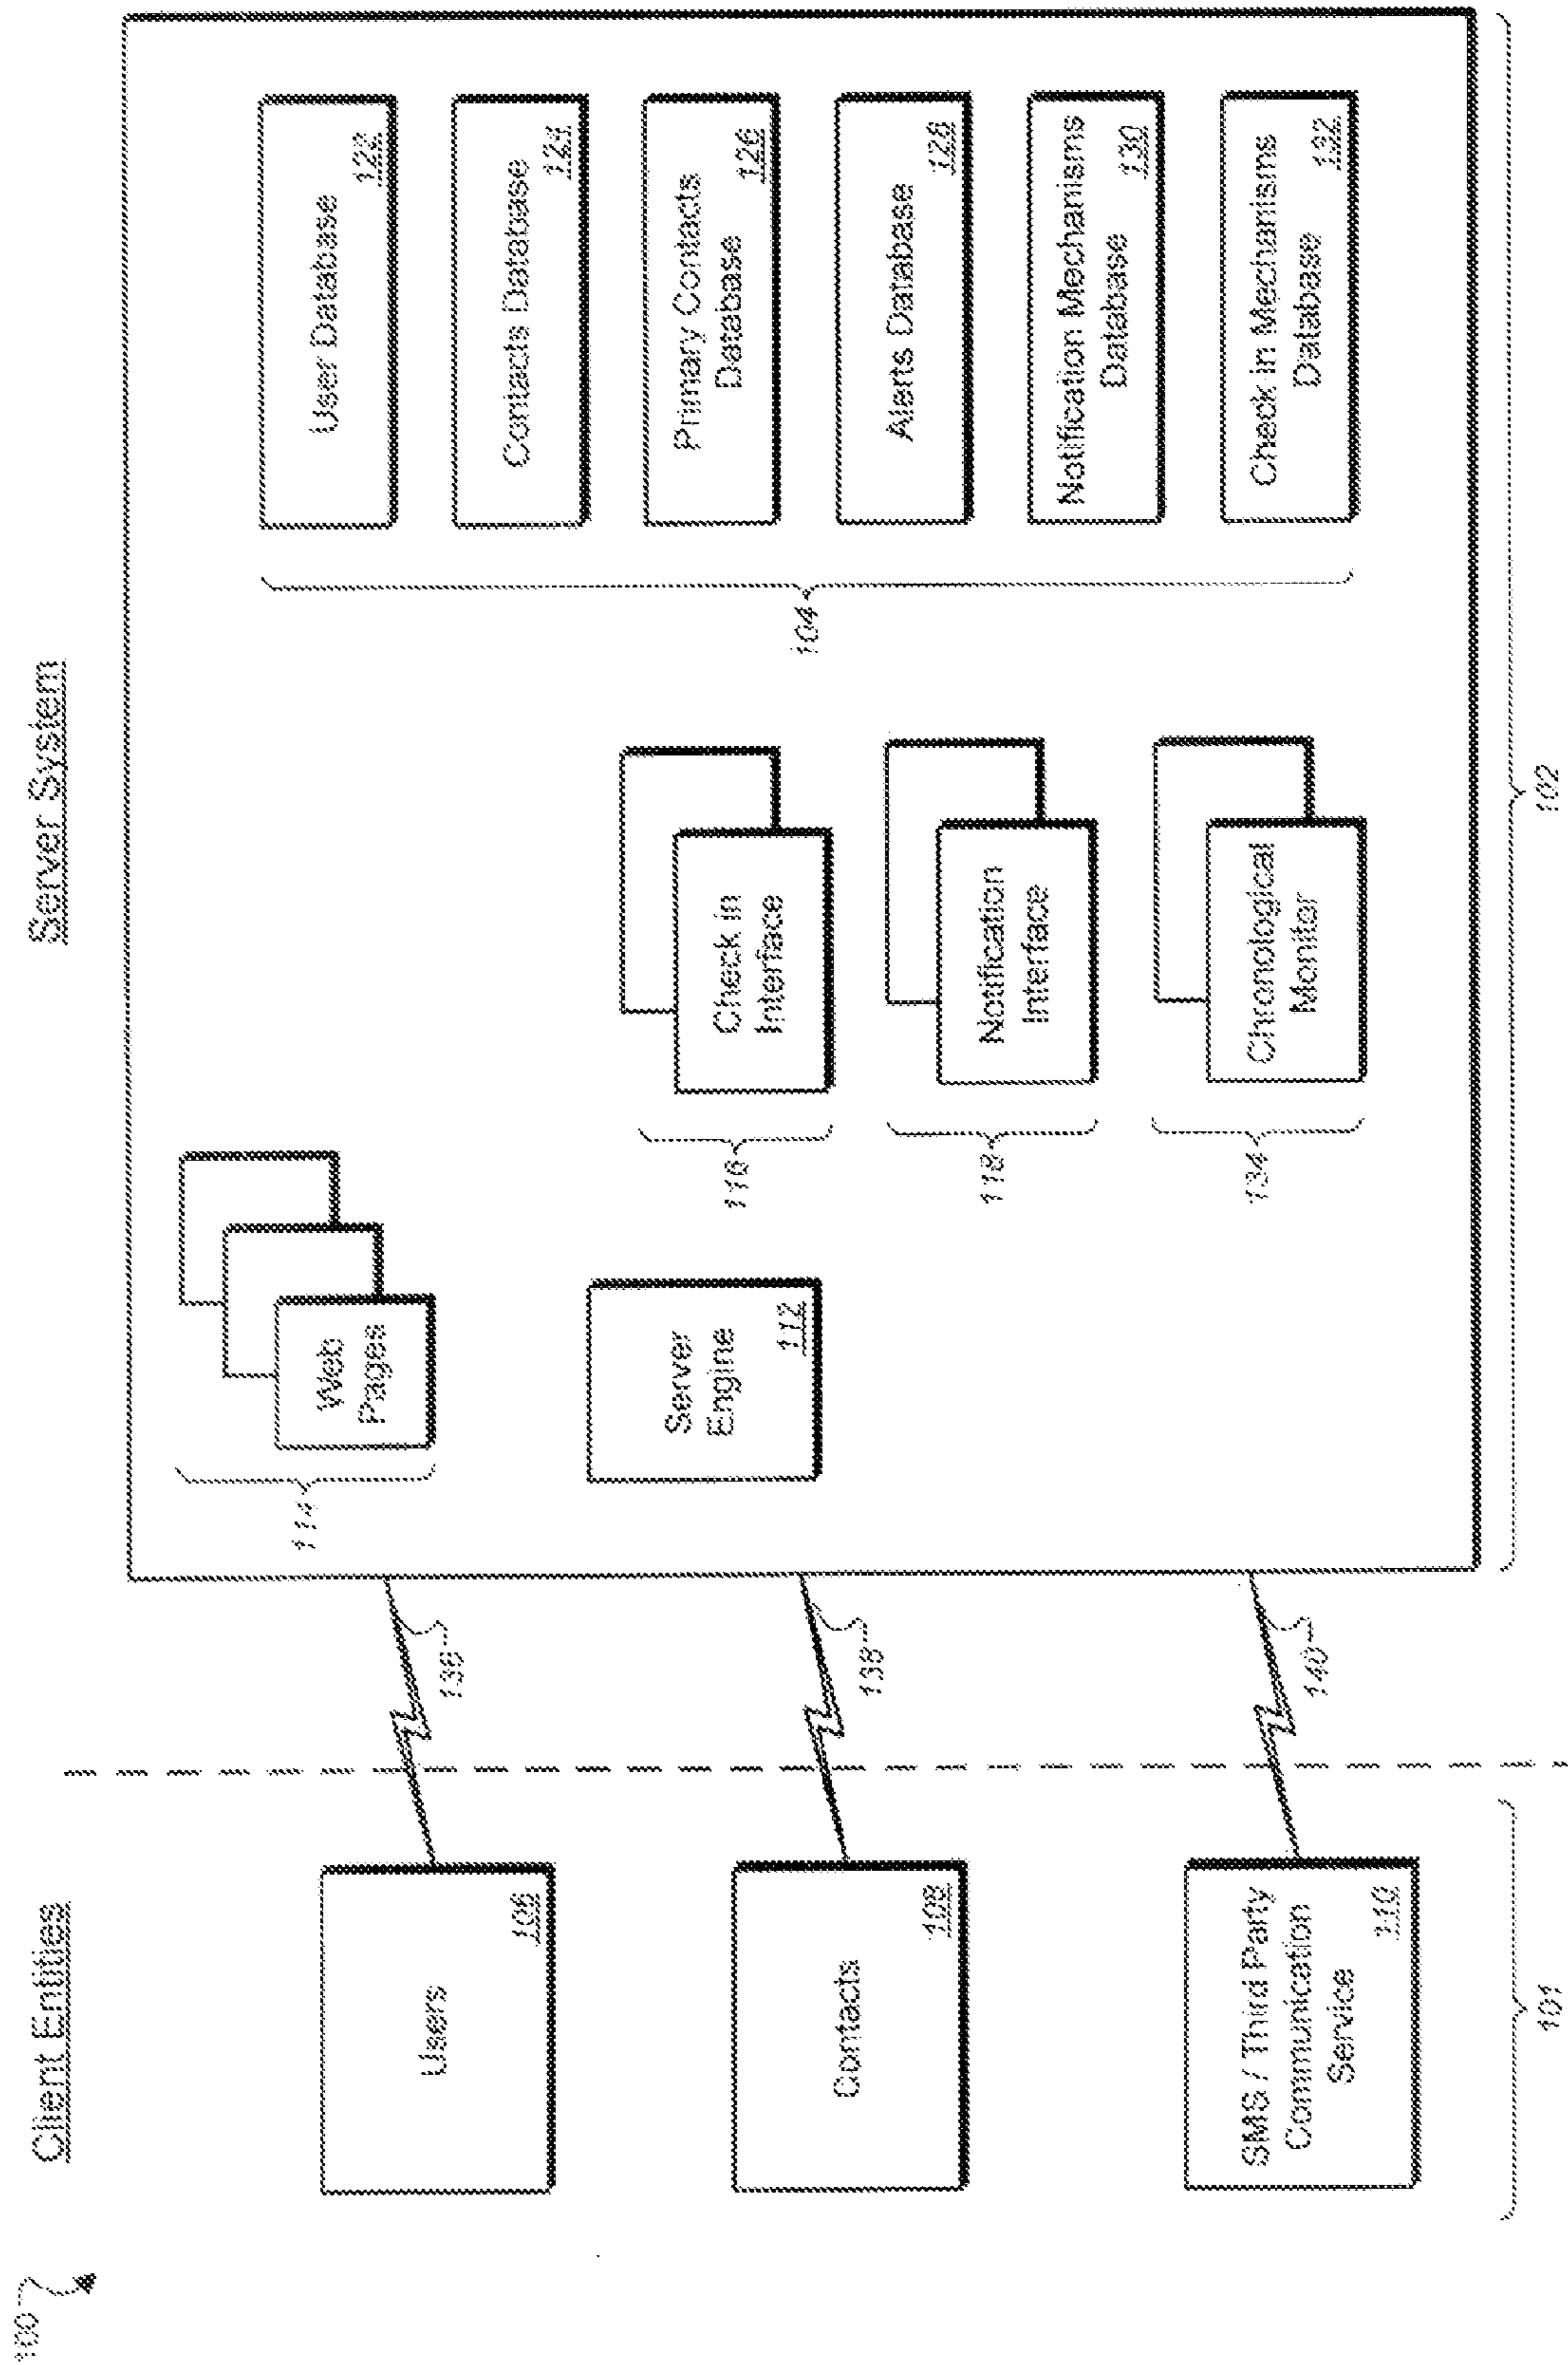 100
Client Entities
Server System
Users
106
Contacts
108
SMS / Third Party
Communication
Service
110
101
136
138
140
114
Web
Pages
Server
Engine
112
116
Check in
Interface
118
Notification
Interface
134
Chronological
Monitor
104
User Database
122
Contacts Database
124
Primary Contacts
Database
126
Alerts Database
128
Notification Mechanisms
Database
130
Check in Mechanisms
Database
132
102